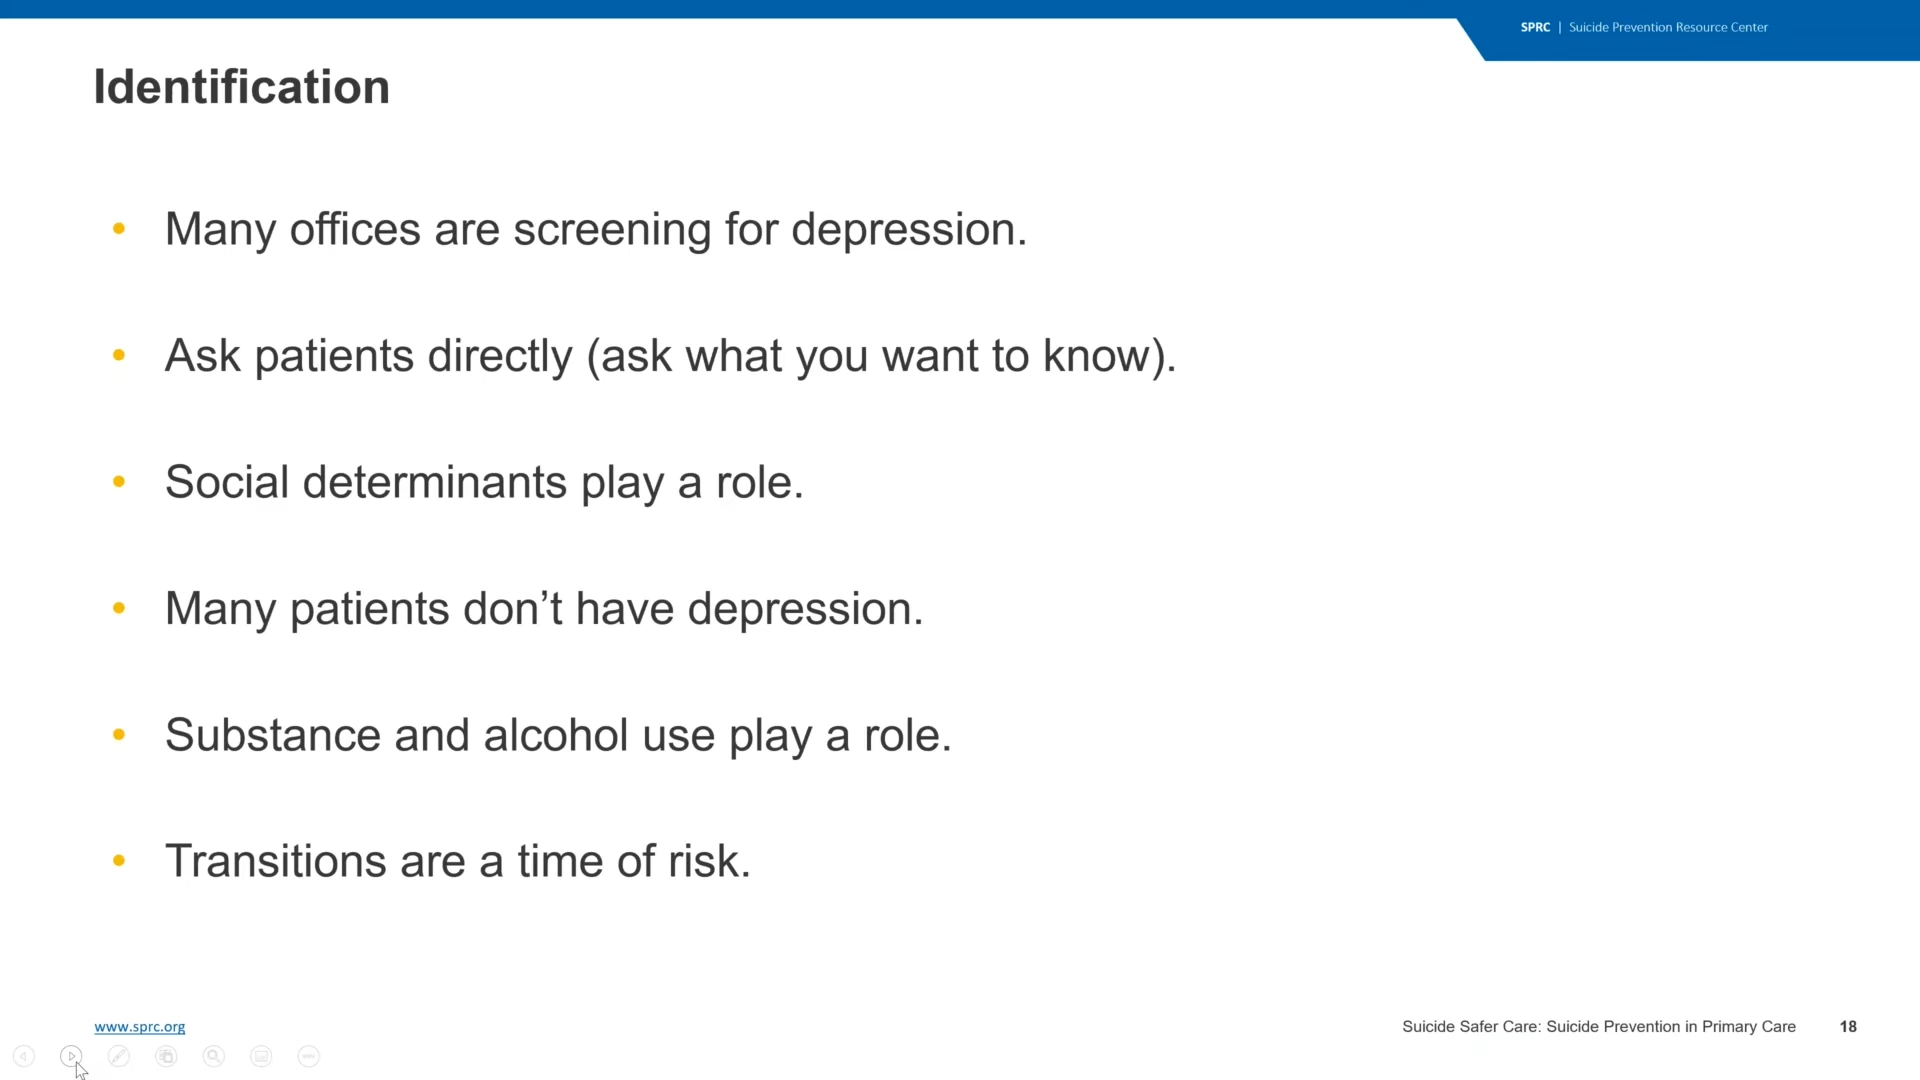 SPRC | Suicide Prevention Resource Center
Identification
• Many offices are screening for depression.
• Ask patients directly (ask what you want to know).
• Social determinants play a role.
• Many patients don’t have depression.
• Substance and alcohol use play a role.
• Transitions are a time of risk.
www.sprc.org
Suicide Safer Care: Suicide Prevention in Primary Care 18